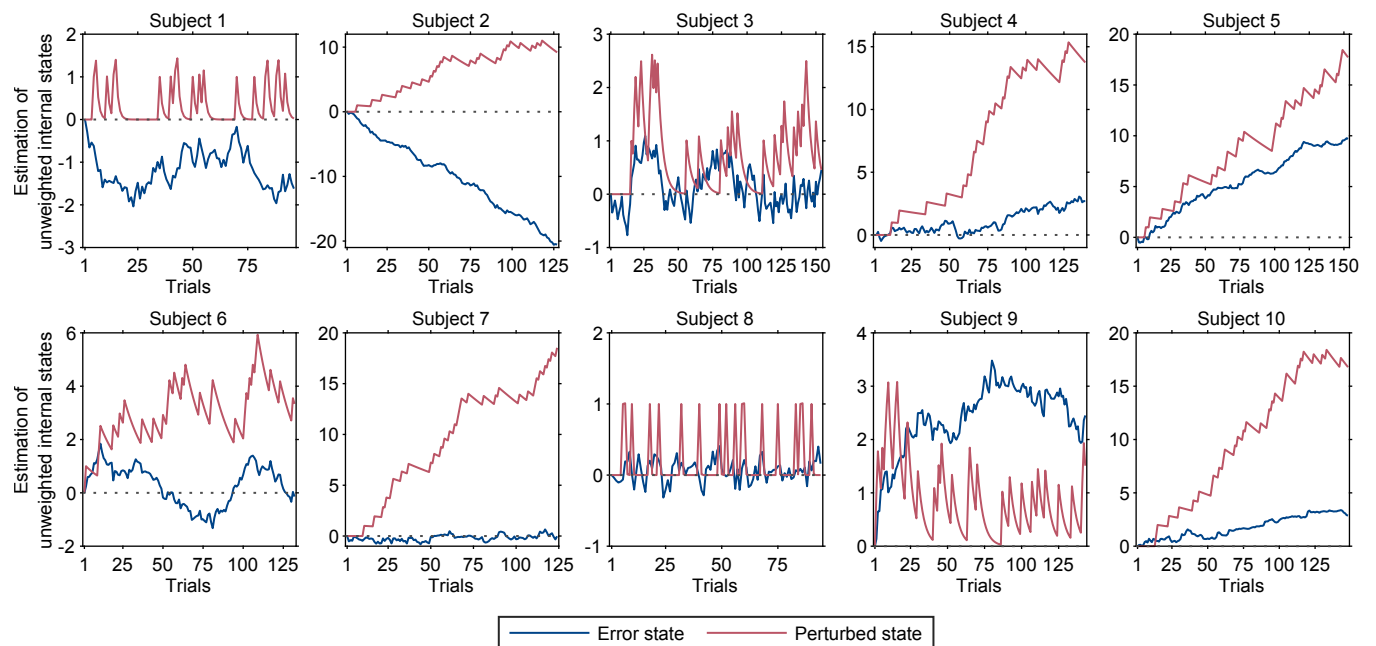 Subject 1 Subject 2 Subject 3 Subject 4 Subject 5
Estimation of
unweighted internal states
2
1
0
-1
-2
-3
1 25 50 75
Trials
10
0
-10
-20
1 25 50 75 100 125
Trials
3
2
1
0
-1
1 25 50 75 100 125 150
Trials
15
10
5
0
1 25 50 75 100 125
Trials
20
15
10
5
0
1 25 50 75 100 125 150
Trials
Subject 6 Subject 7 Subject 8 Subject 9 Subject 10
Estimation of
unweighted internal states
6
4
2
0
-2
1 25 50 75 100 125
Trials
20
15
10
5
0
1 25 50 75 100 125
Trials
2
1
0
-1
1 25 50 75
Trials
4
3
2
1
0
1 25 50 75 100 125
Trials
20
15
10
5
0
1 25 50 75 100 125
Trials
Error state Perturbed state